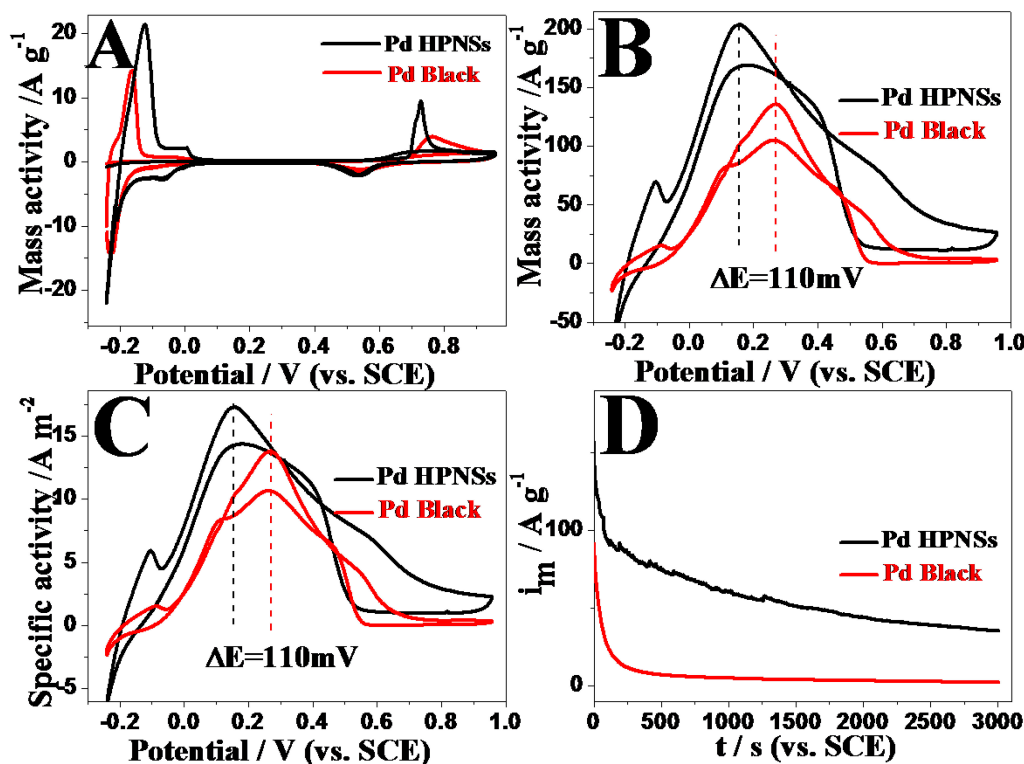 A
Mass activity /A g-1
20
10
0
-10
-20
Pd HPNSs
Pd Black
-0.2 0.0 0.2 0.4 0.6 0.8
Potential / V (vs. SCE)
B
Mass activity /A g-1
200
150
100
50
0
-50
Pd HPNSs
Pd Black
ΔE=110mV
-0.2 0.0 0.2 0.4 0.6 0.8 1.0
Potential / V (vs. SCE)
C
Specific activity /A m-2
15
10
5
0
-5
Pd HPNSs
Pd Black
ΔE=110mV
-0.2 0.0 0.2 0.4 0.6 0.8 1.0
Potential / V (vs. SCE)
D
im / A g-1
100
0
Pd HPNSs
Pd Black
0 500 1000 1500 2000 2500 3000
t / s (vs. SCE)